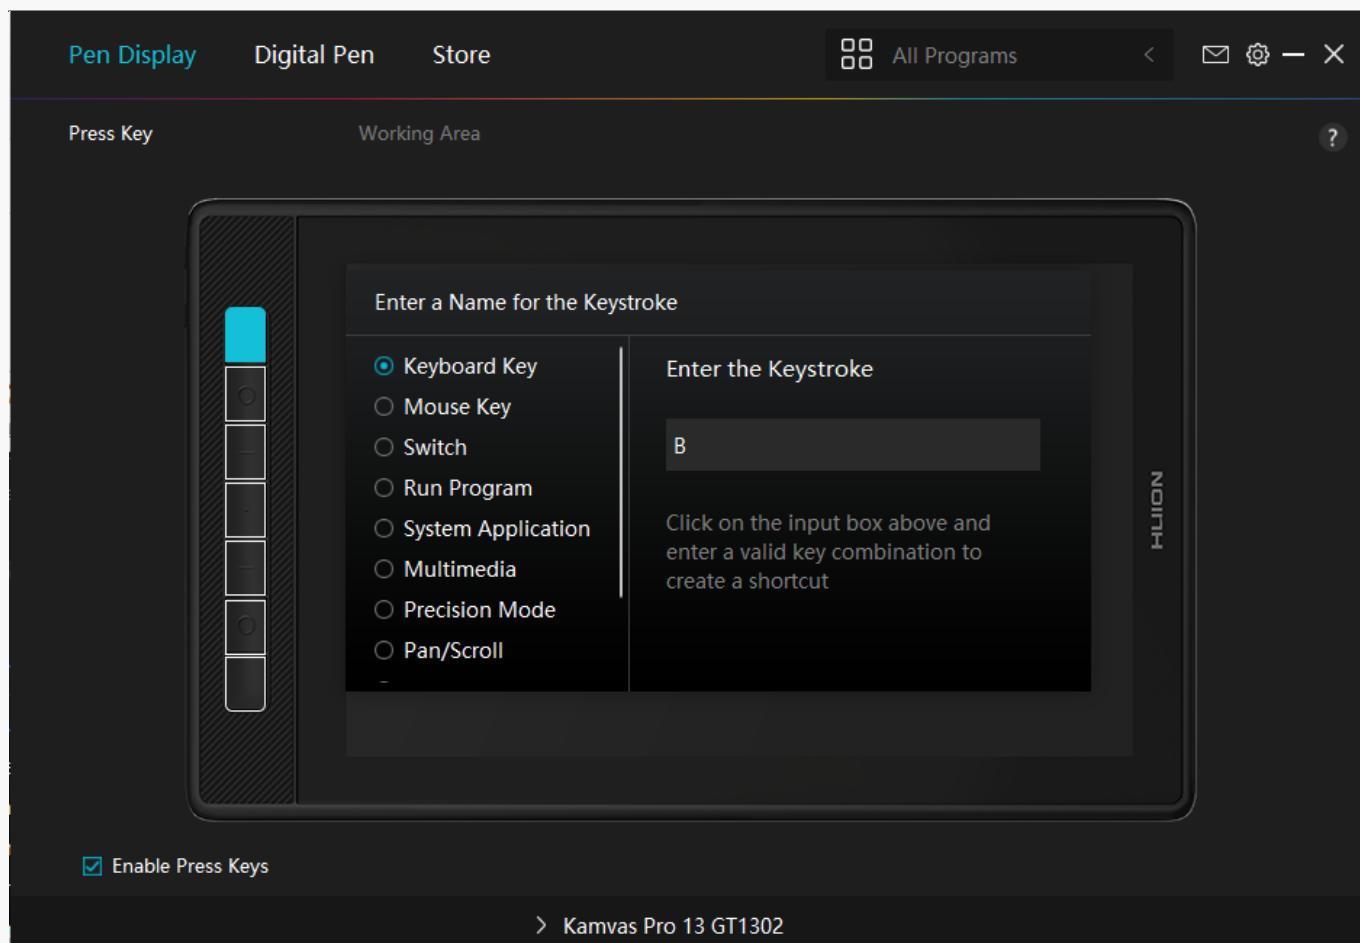 Pen Display
Digital Pen
Store
All Programs
Press Key
Working Area
?
Enter a Name for the Keystroke
Keyboard Key
Mouse Key
Switch
Run Program
System Application
Multimedia
Precision Mode
Pan/Scroll
Enter the Keystroke
B
Click on the input box above and
enter a valid key combination to
create a shortcut
HUION
Enable Press Keys
Kamvas Pro 13 GT1302